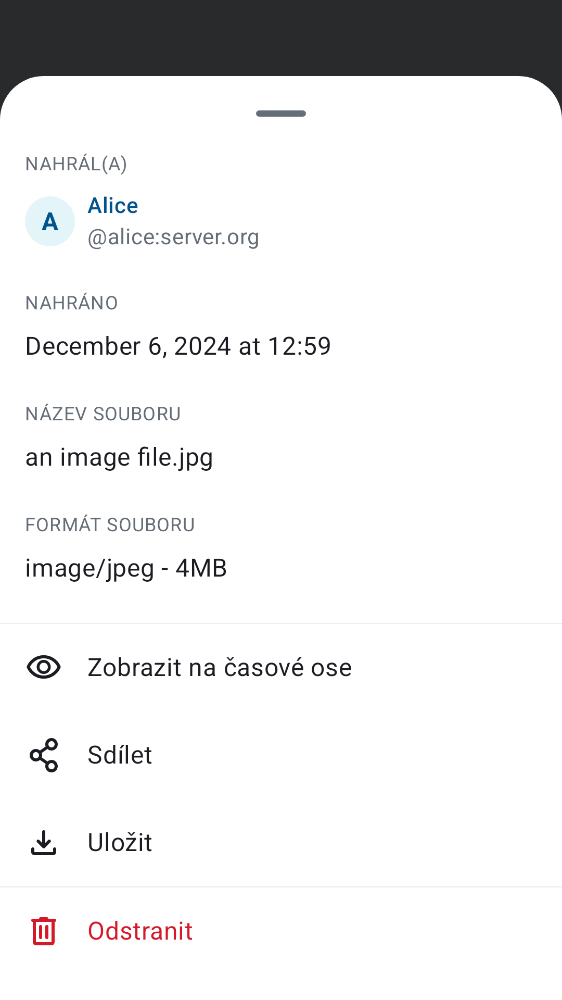 NAHRÁL(A)
A
Alice
@alice:server.org
NAHRÁNO
December 6, 2024 at 12:59
NÁZEV SOUBORU
an image file.jpg
FORMÁT SOUBORU
image/jpeg - 4MB
Zobrazit na časové ose
Sdílet
Uložit
Odstranit